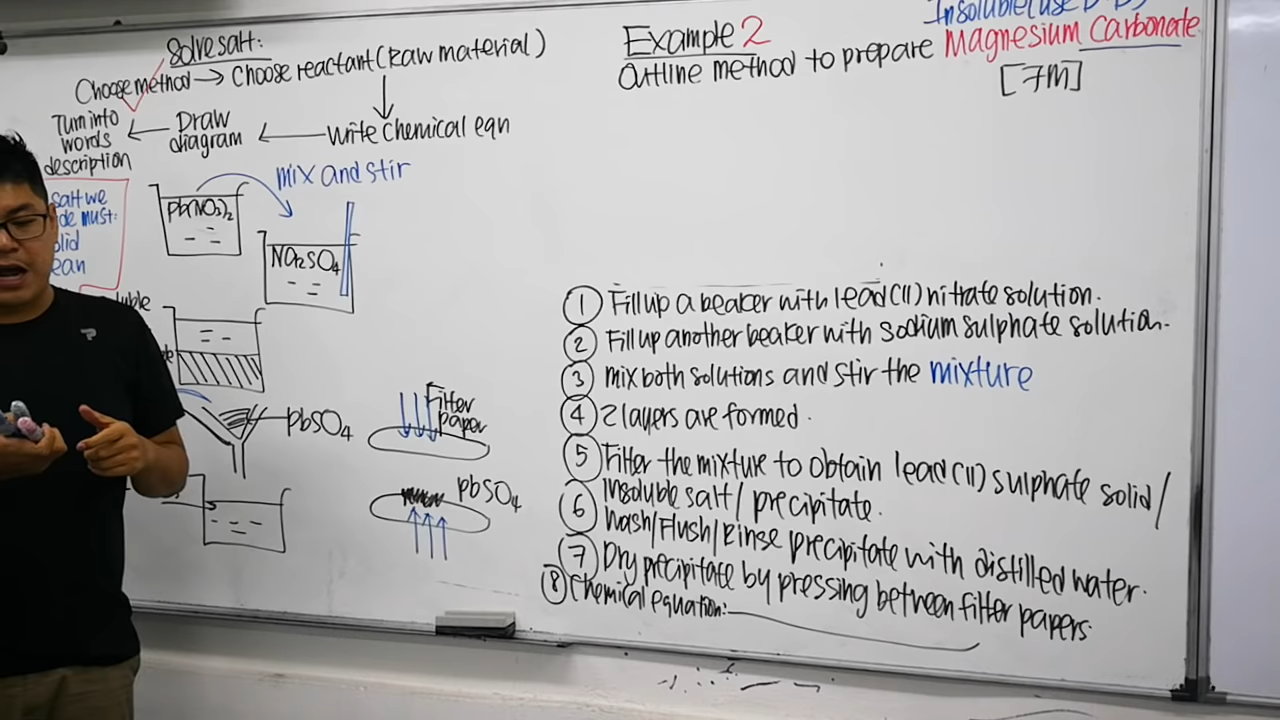 Solve salt:
Choose method → Choose reactant (Raw material)
Write Chemical eqn
Draw diagram
Turn into words description
salt we
must:
mix and stir
Pb(NO3)2
Na2SO4
PbSO4
Filter paper
PbSO4
Insoluble
Example 2
Outline method to prepare Magnesium Carbonate
[7M]
① Fill up a beaker with lead(II) nitrate solution.
② Fill up another beaker with sodium sulphate solution.
③ mix both solutions and stir the mixture
④ 2 layers are formed.
⑤ Filter the mixture to obtain lead(II) sulphate solid/
Insoluble salt/precipitate.
⑥ Wash/Flush/Rinse precipitate with distilled water.
⑦ Dry precipitate by pressing between filter papers
⑧ Chemical equation: